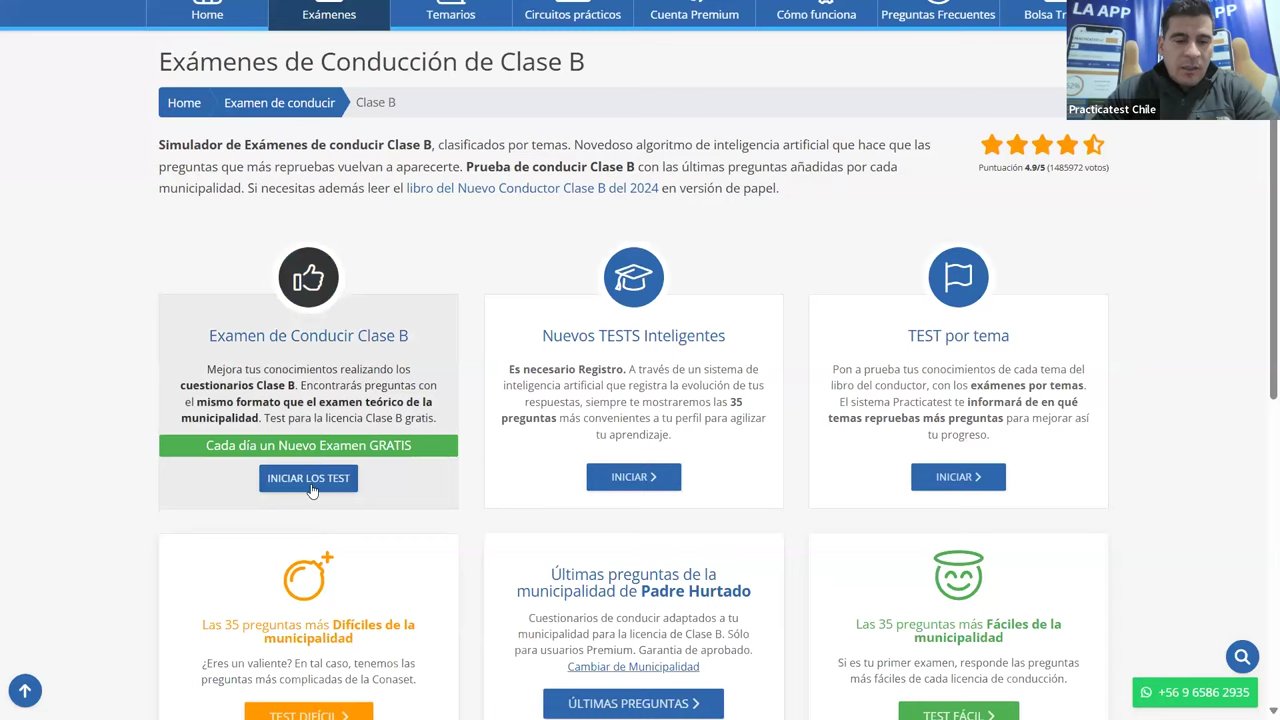 Home
Exámenes
Temarios
Circuitos prácticos
Cuenta Premium
Cómo funciona
Preguntas Frecuentes
Bolsa
LA APP
Practicatest Chile
Exámenes de Conducción de Clase B
Home
Examen de conducir
Clase B
Simulador de Exámenes de conducir Clase B, clasificados por temas. Novedoso algoritmo de inteligencia artificial que hace que las
preguntas que más repruebes vuelvan a aparecerte. Prueba de conducir Clase B con las últimas preguntas añadidas por cada
municipalidad. Si necesitas además leer el libro del Nuevo Conductor Clase B del 2024 en versión de papel.
Puntuación 4.9/5 (1485972 votos)
Examen de Conducir Clase B
Mejora tus conocimientos realizando los
cuestionarios Clase B. Encontrarás preguntas con
el mismo formato que el examen teórico de la
municipalidad. Test para la licencia Clase B gratis.
Cada día un Nuevo Examen GRATIS
INICIAR LOS TEST
Nuevos TESTS Inteligentes
Es necesario Registro. A través de un sistema de
inteligencia artificial que registra la evolución de tus
respuestas, siempre te mostraremos las 35
preguntas más convenientes a tu perfil para agilizar
tu aprendizaje.
INICIAR
TEST por tema
Pon a prueba tus conocimientos de cada tema del
libro del conductor, con los exámenes por temas.
El sistema Practicatest te informará de en qué
temas repruebas más preguntas para mejorar así
tu progreso.
INICIAR
Las 35 preguntas más Difíciles de la
municipalidad
¿Eres un valiente? En tal caso, tenemos las
preguntas más complicadas de la Conaset.
TEST DIFÍCIL
Últimas preguntas de la
municipalidad de Padre Hurtado
Cuestionarios de conducir adaptados a tu
municipalidad para la licencia de Clase B. Sólo
para usuarios Premium. Garantia de aprobado.
Cambiar de Municipalidad
ÚLTIMAS PREGUNTAS
Las 35 preguntas más Fáciles de la
municipalidad
Si es tu primer examen, responde las preguntas
más fáciles de cada licencia de conducción.
TEST FÁCIL
+56 9 6586 2935